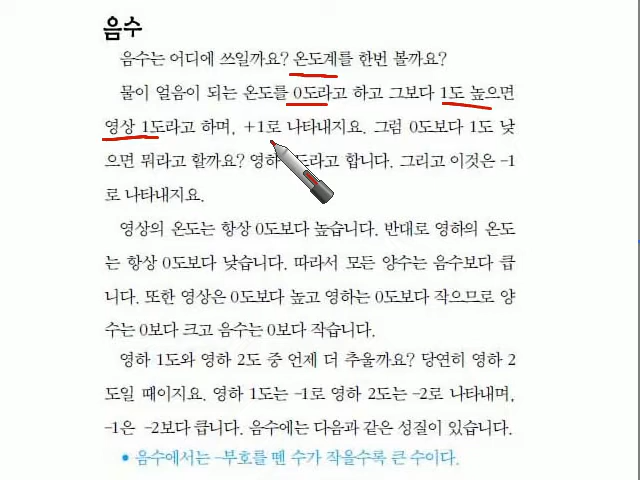 음수
음수는 어디에 쓰일까요? 온도계를 한번 볼까요?
물이 얼음이 되는 온도를 0도라고 하고 그보다 1도 높으면
영상 1도라고 하며, +1로 나타내지요. 그럼 0도보다 1도 낮
으면 뭐라고 할까요? 영하 도라고 합니다. 그리고 이것은 -1
로 나타내지요.
영상의 온도는 항상 0도보다 높습니다. 반대로 영하의 온도
는 항상 0도보다 낮습니다. 따라서 모든 양수는 음수보다 큽
니다. 또한 영상은 0도보다 높고 영하는 0도보다 작으므로 양
수는 0보다 크고 음수는 0보다 작습니다.
영하 1도와 영하 2도 중 언제 더 추울까요? 당연히 영하 2
도일 때이지요. 영하 1도는 -1로 영하 2도는 -2로 나타내며,
-1은 -2보다 큽니다. 음수에는 다음과 같은 성질이 있습니다.
• 음수에서는 -부호를 뗀 수가 작을수록 큰 수이다.